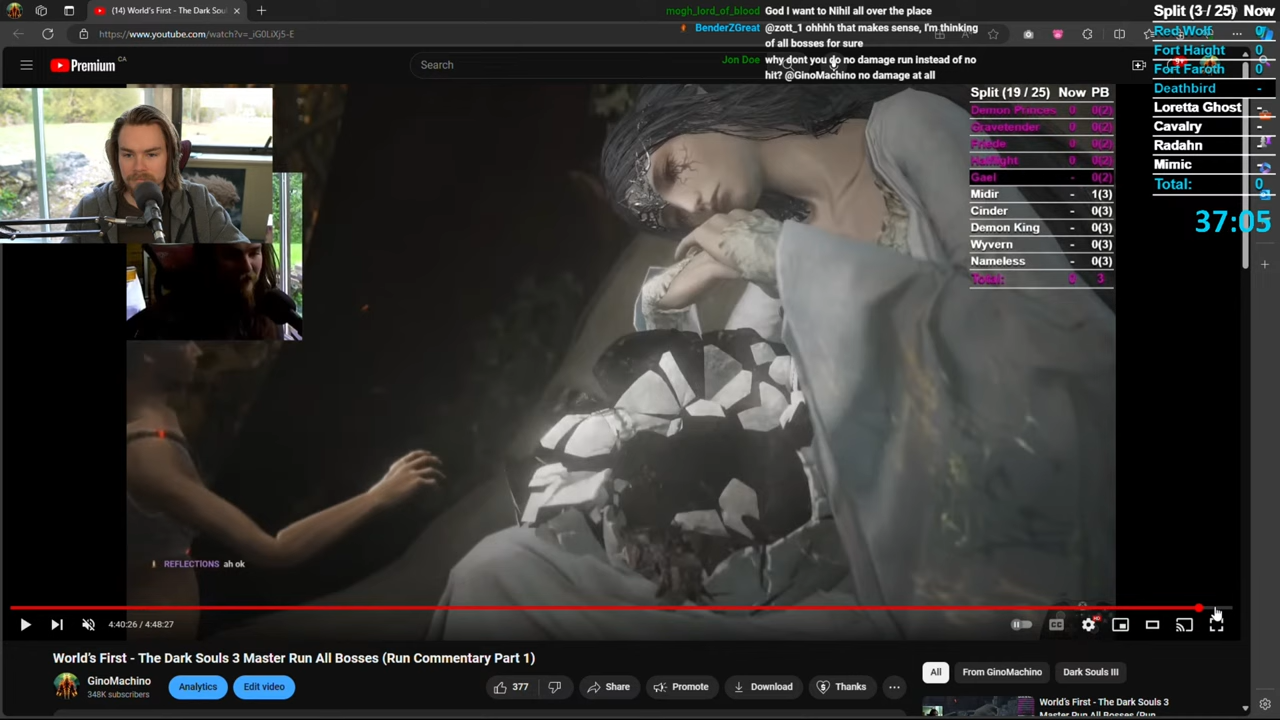 (14) World's First - The Dark Soul
https://www.youtube.com/watch?v=_iG0LiXj5-E
mogh_lord_of_blood God I want to Nihil all over the place
BenderZGreat @zott_1 ohhhh that makes sense, I'm thinking
of all bosses for sure
Jon Doe why dont you do no damage run instead of no
hit? @GinoMachino no damage at all
Split (3 / 25) Now
Red Wolf 0
Fort Haight 0
Fort Faroth 0
Deathbird -
Loretta Ghost -
Cavalry -
Radahn -
Mimic -
Total: 0
37:05
Premium CA
Search
9+
Split (19 / 25) Now PB
Demon Princes 0 0(2)
Gravetender 0 0(2)
Friede 0 0(2)
Halflight 0 0(2)
Gael - 0(2)
Midir - 1(3)
Cinder - 0(3)
Demon King - 0(3)
Wyvern - 0(3)
Nameless - 0(3)
Total: 0 3
REFLECTIONS ah ok
4:40:26 / 4:48:27
CC
HD
World's First - The Dark Souls 3 Master Run All Bosses (Run Commentary Part 1)
GinoMachino
348K subscribers
Analytics
Edit video
377
Share
Promote
Download
Thanks
All
From GinoMachino
Dark Souls III
World's First - The Dark Souls 3
Master Run All Bosses (Run